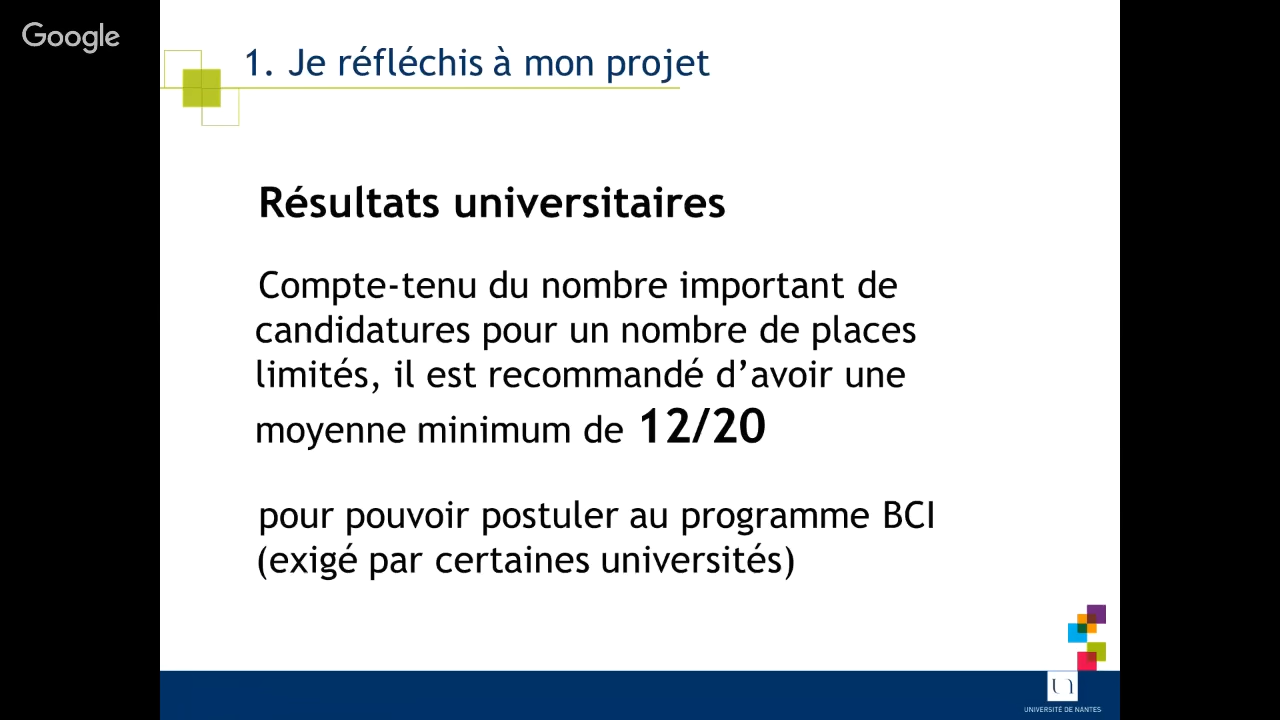 Google
1. Je réfléchis à mon projet
Résultats universitaires
Compte-tenu du nombre important de
candidatures pour un nombre de places
limités, il est recommandé d’avoir une
moyenne minimum de 12/20
pour pouvoir postuler au programme BCI
(exigé par certaines universités)
UNIVERSITÉ DE NANTES